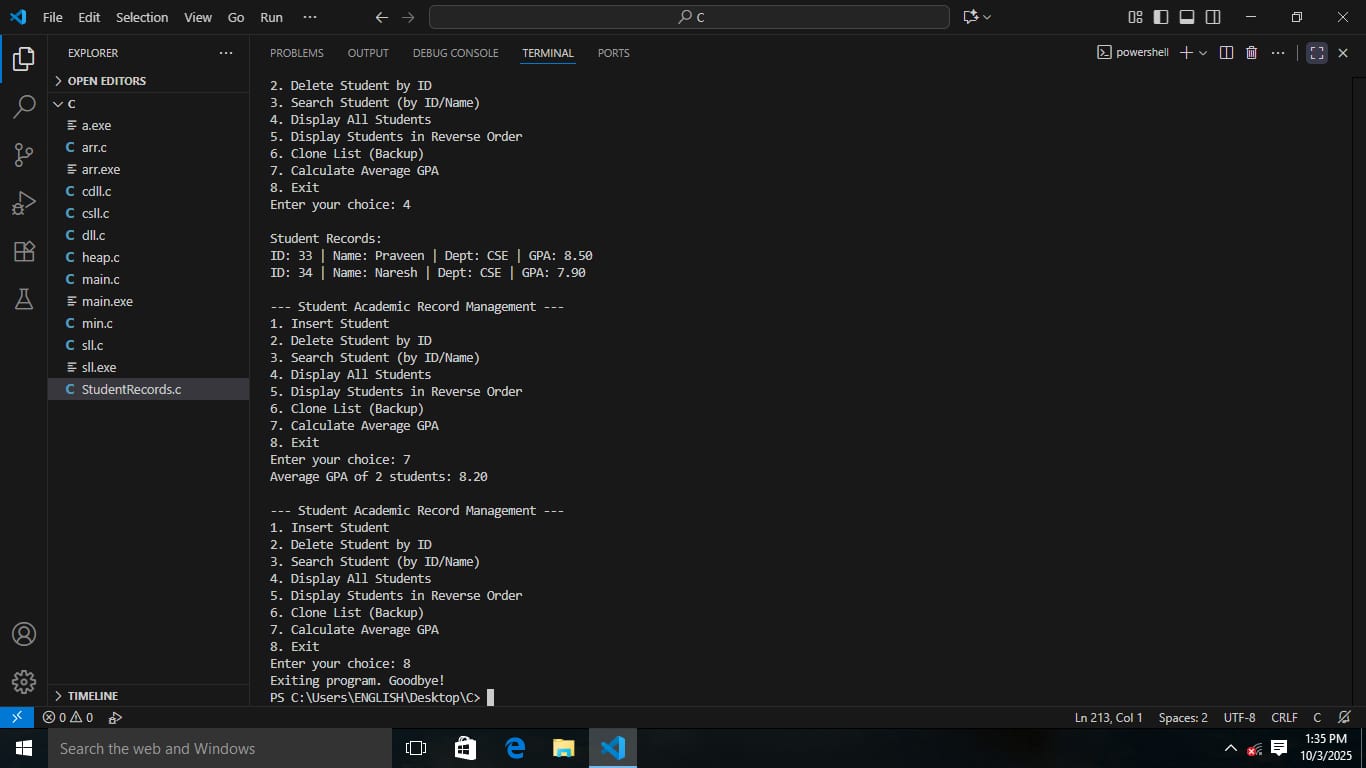 File Edit Selection View Go Run ··· C
EXPLORER ··· PROBLEMS OUTPUT DEBUG CONSOLE TERMINAL PORTS powershell
OPEN EDITORS
C
a.exe
arr.c
arr.exe
cdll.c
csll.c
dll.c
heap.c
main.c
main.exe
min.c
sll.c
sll.exe
StudentRecords.c
TIMELINE
2. Delete Student by ID
3. Search Student (by ID/Name)
4. Display All Students
5. Display Students in Reverse Order
6. Clone List (Backup)
7. Calculate Average GPA
8. Exit
Enter your choice: 4
Student Records:
ID: 33 | Name: Praveen | Dept: CSE | GPA: 8.50
ID: 34 | Name: Naresh | Dept: CSE | GPA: 7.90
--- Student Academic Record Management ---
1. Insert Student
2. Delete Student by ID
3. Search Student (by ID/Name)
4. Display All Students
5. Display Students in Reverse Order
6. Clone List (Backup)
7. Calculate Average GPA
8. Exit
Enter your choice: 7
Average GPA of 2 students: 8.20
--- Student Academic Record Management ---
1. Insert Student
2. Delete Student by ID
3. Search Student (by ID/Name)
4. Display All Students
5. Display Students in Reverse Order
6. Clone List (Backup)
7. Calculate Average GPA
8. Exit
Enter your choice: 8
Exiting program. Goodbye!
PS C:\Users\ENGLISH\Desktop\C>
0 0 Ln 213, Col 1 Spaces: 2 UTF-8 CRLF C
Search the web and Windows
1:35 PM
10/3/2025